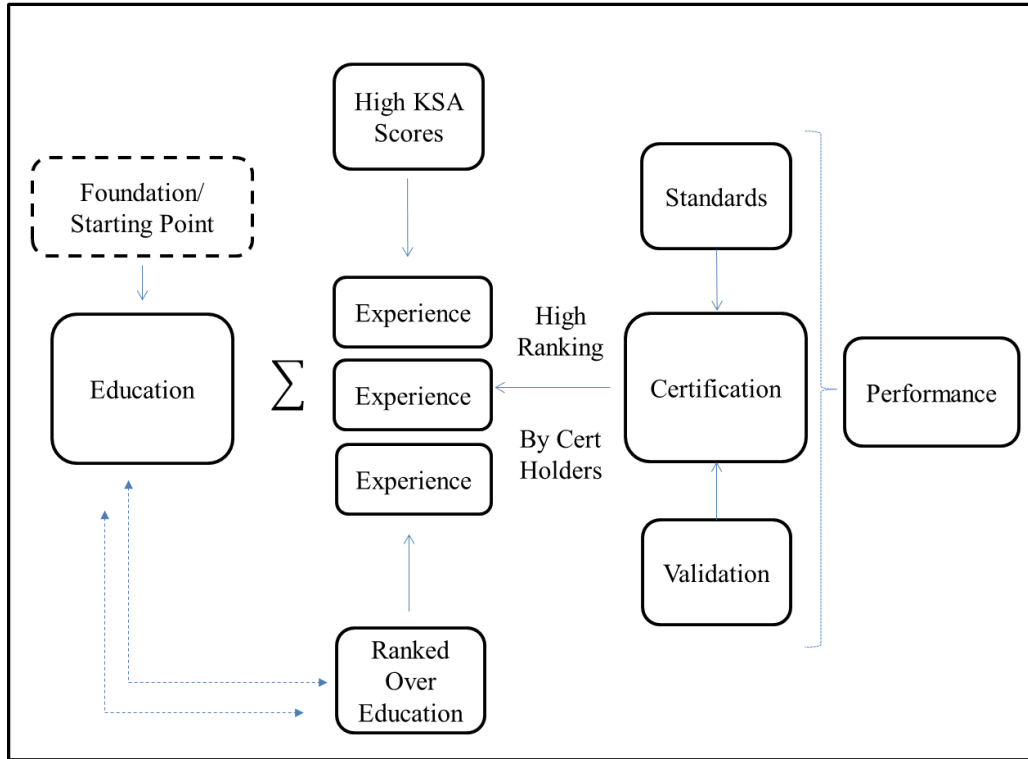 High KSA
Scores
Foundation/
Starting Point
Standards
Education
∑
Experience
Experience
Experience
High
Ranking
By Cert
Holders
Certification
Performance
Validation
Ranked
Over
Education